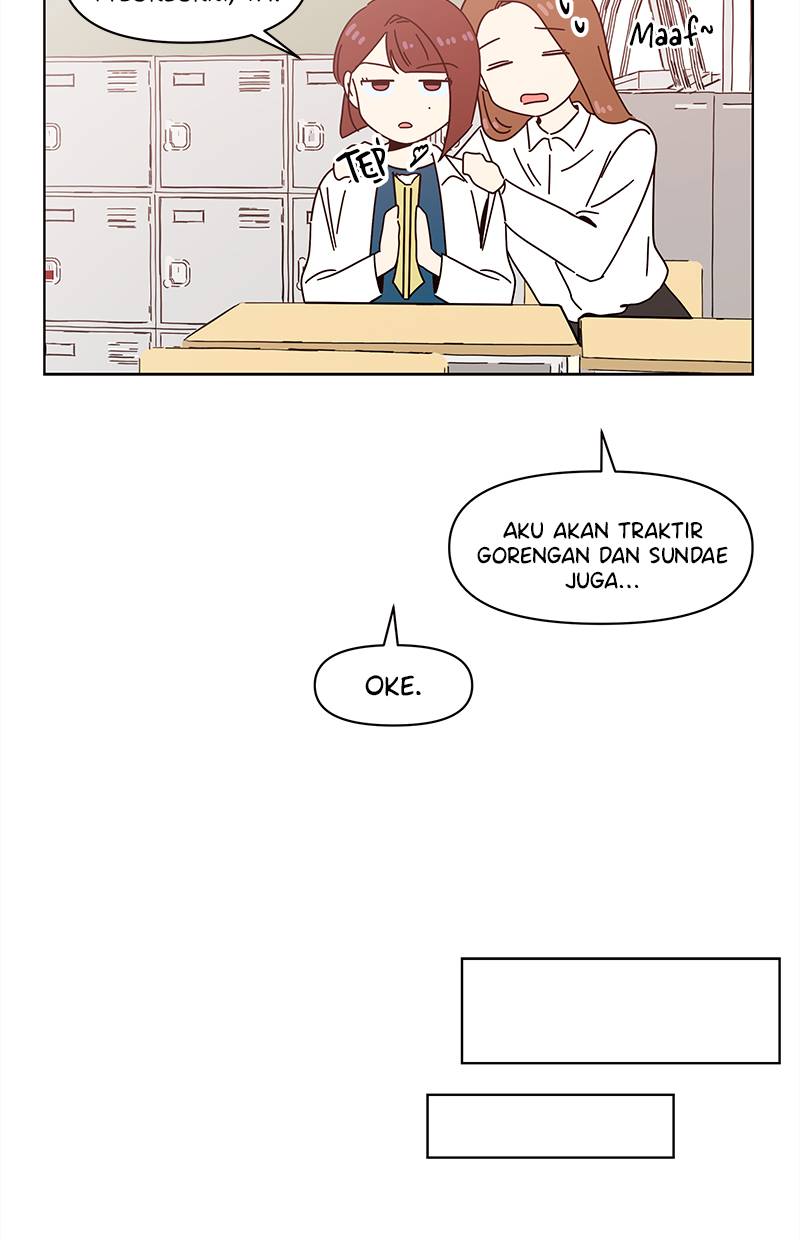 Maaf~
TEP
AKU AKAN TRAKTIR
GORENGAN DAN SUNDAE
JUGA...
OKE.